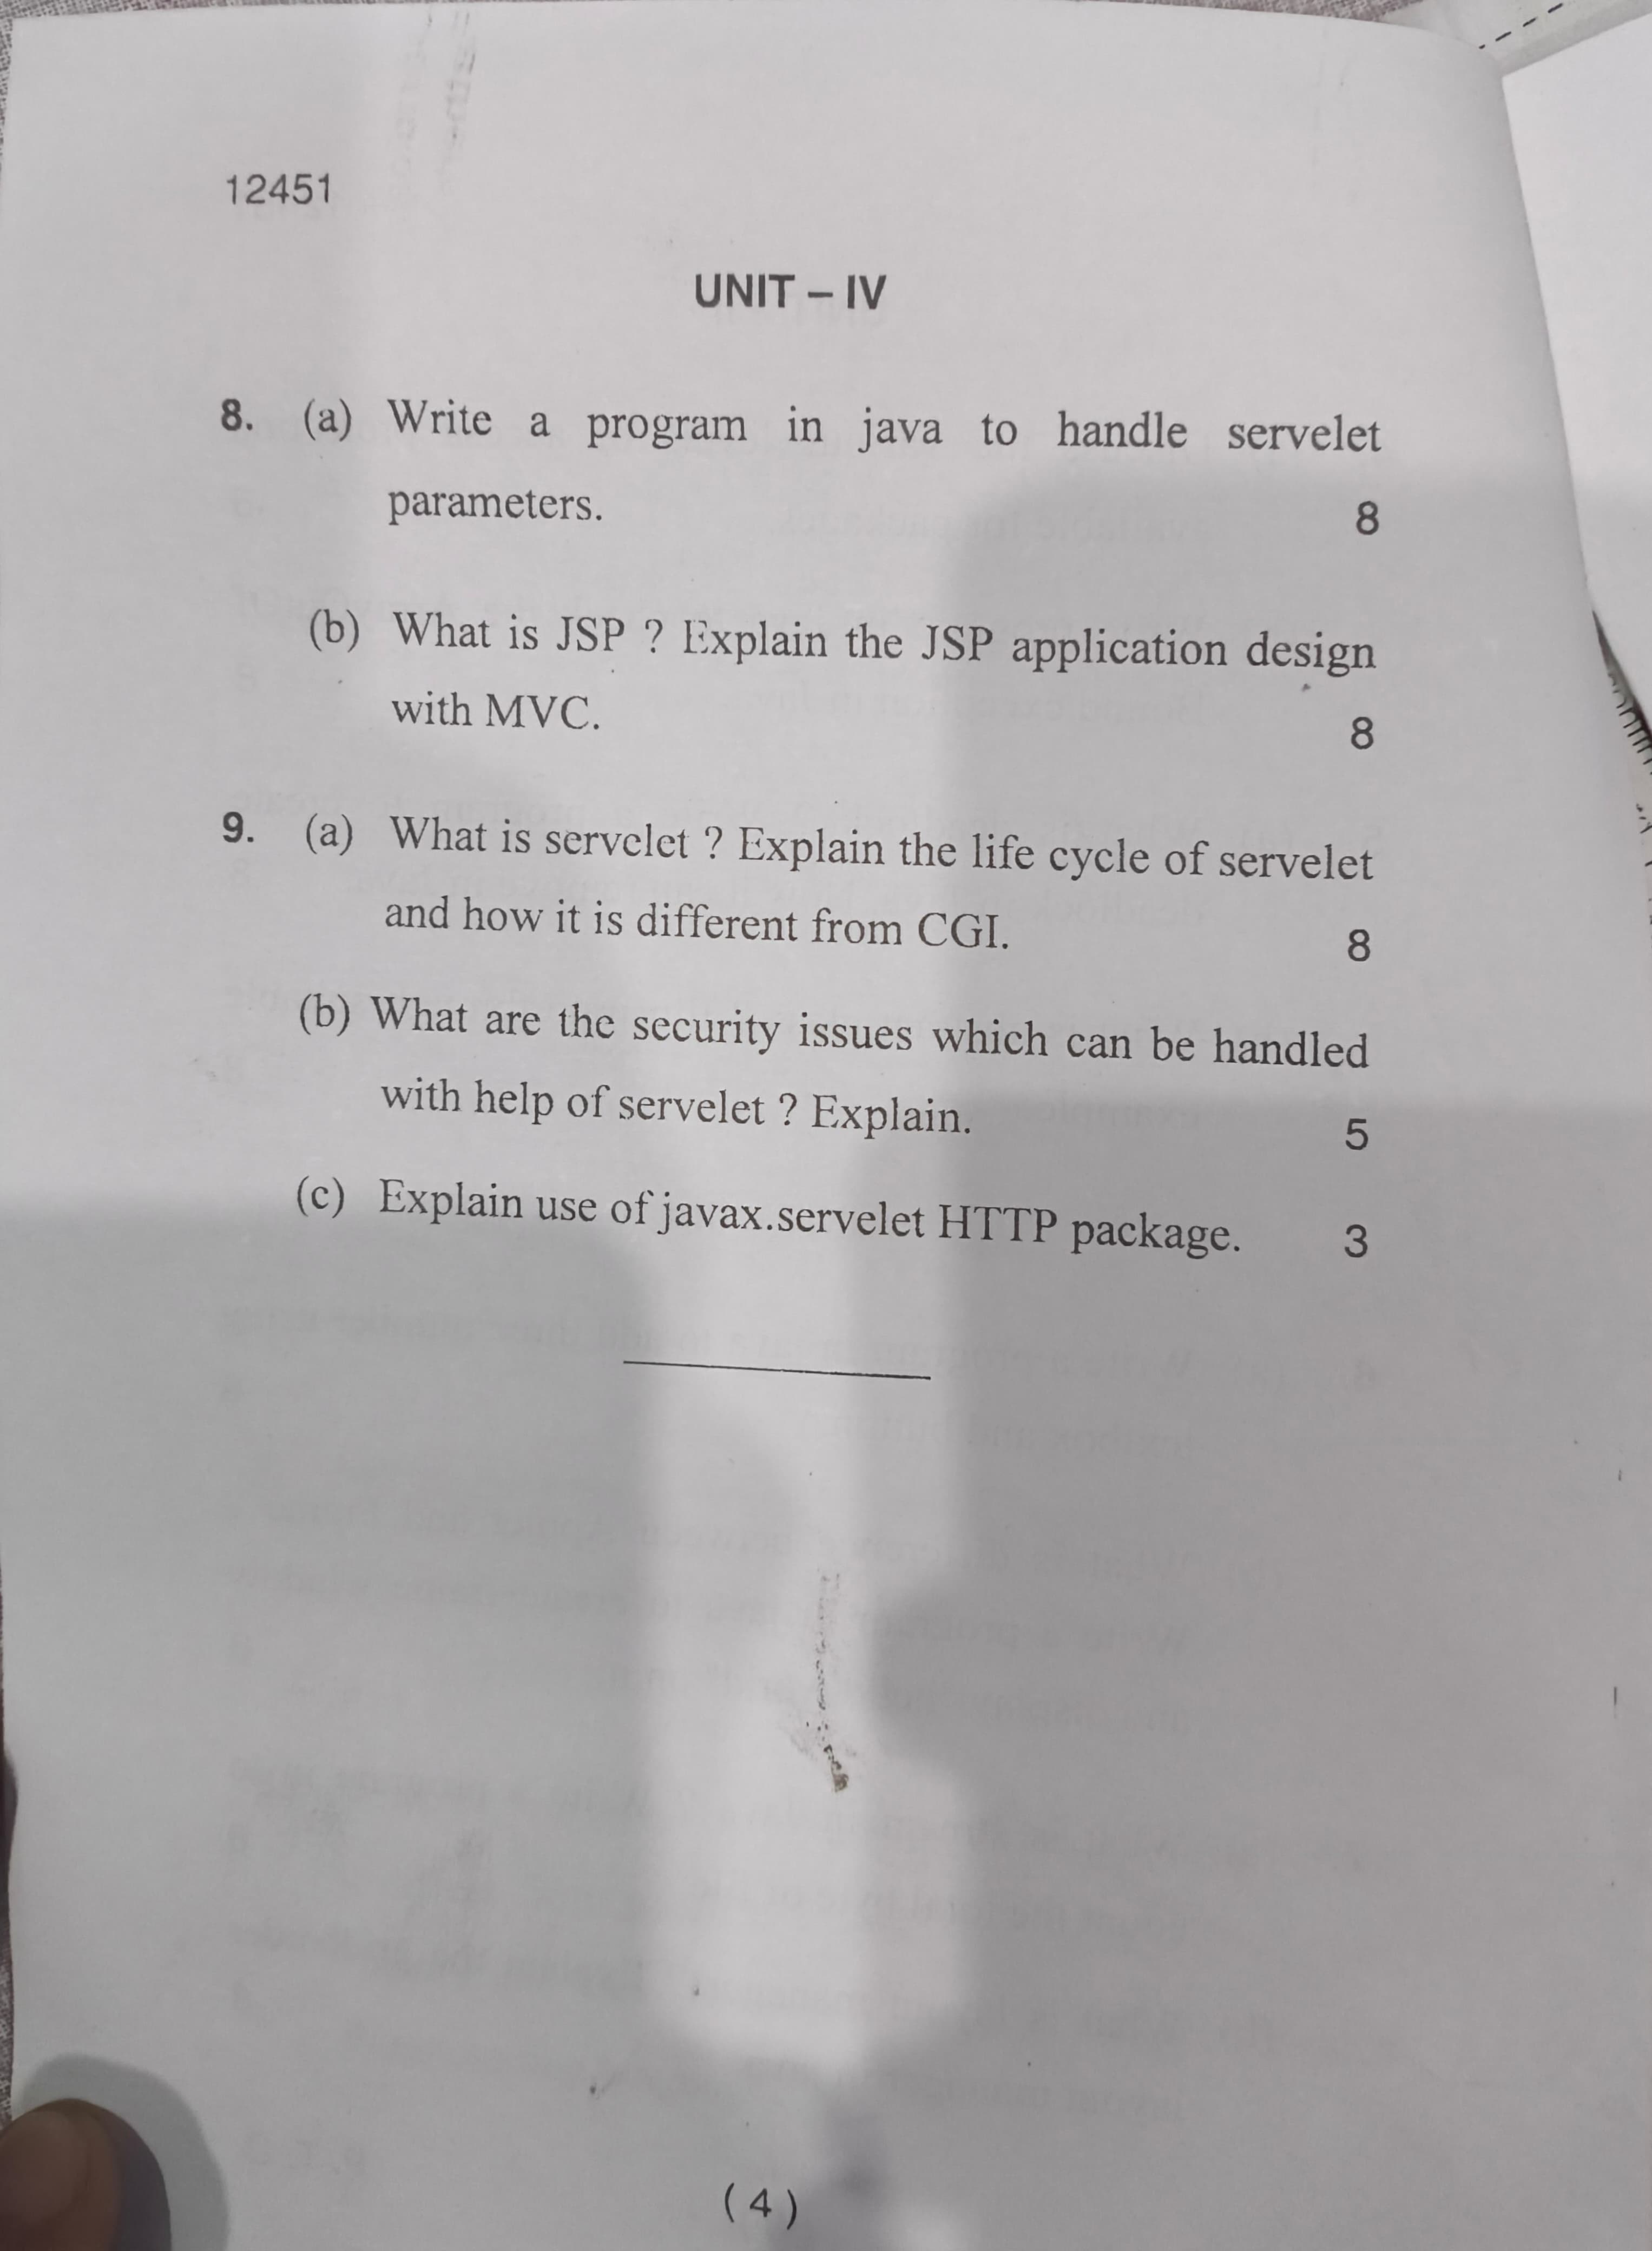 12451
UNIT – IV
8. (a) Write a program in java to handle servelet
parameters. 8
(b) What is JSP ? Explain the JSP application design
with MVC. 8
9. (a) What is servelet ? Explain the life cycle of servelet
and how it is different from CGI. 8
(b) What are the security issues which can be handled
with help of servelet ? Explain. 5
(c) Explain use of javax.servelet HTTP package. 3
( 4 )